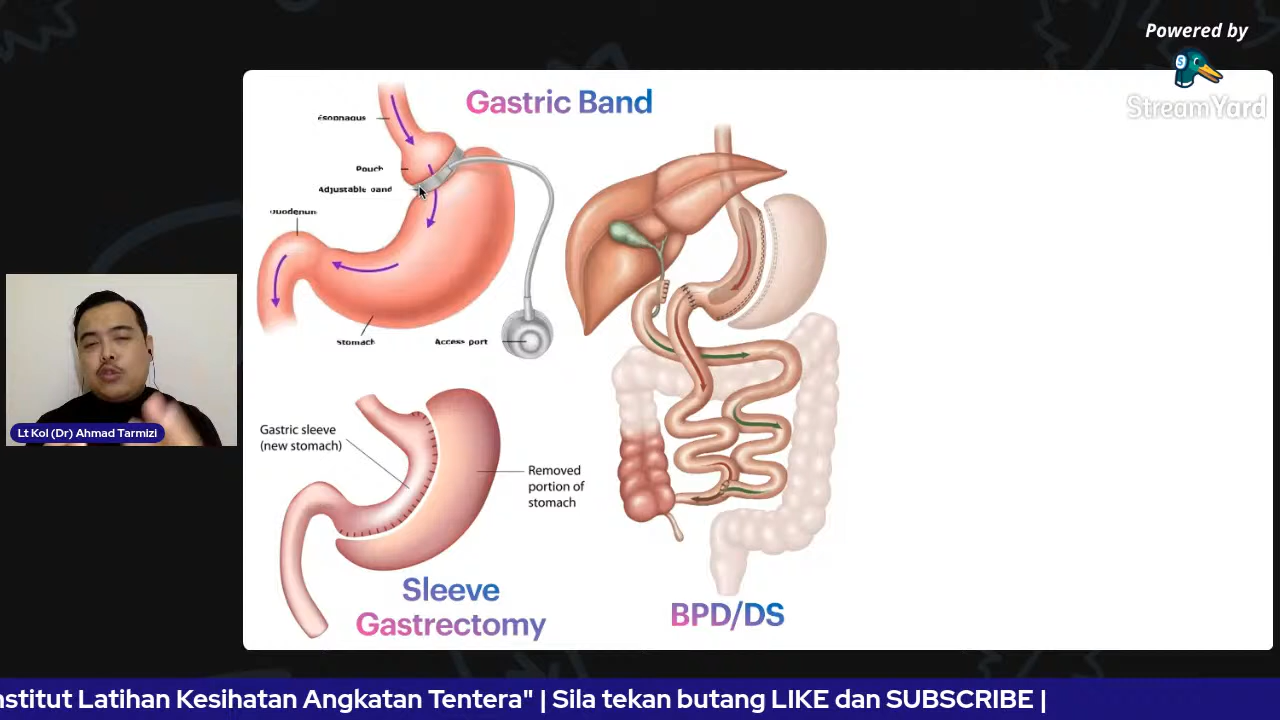 Powered by
StreamYard
Gastric Band
Pouch
Adjustable band
Stomach
Access port
Gastric sleeve
(new stomach)
Removed
portion of
stomach
Sleeve
Gastrectomy
BPD/DS
Lt Kol (Dr) Ahmad Tarmizi
nstitut Latihan Kesihatan Angkatan Tentera" | Sila tekan butang LIKE dan SUBSCRIBE |